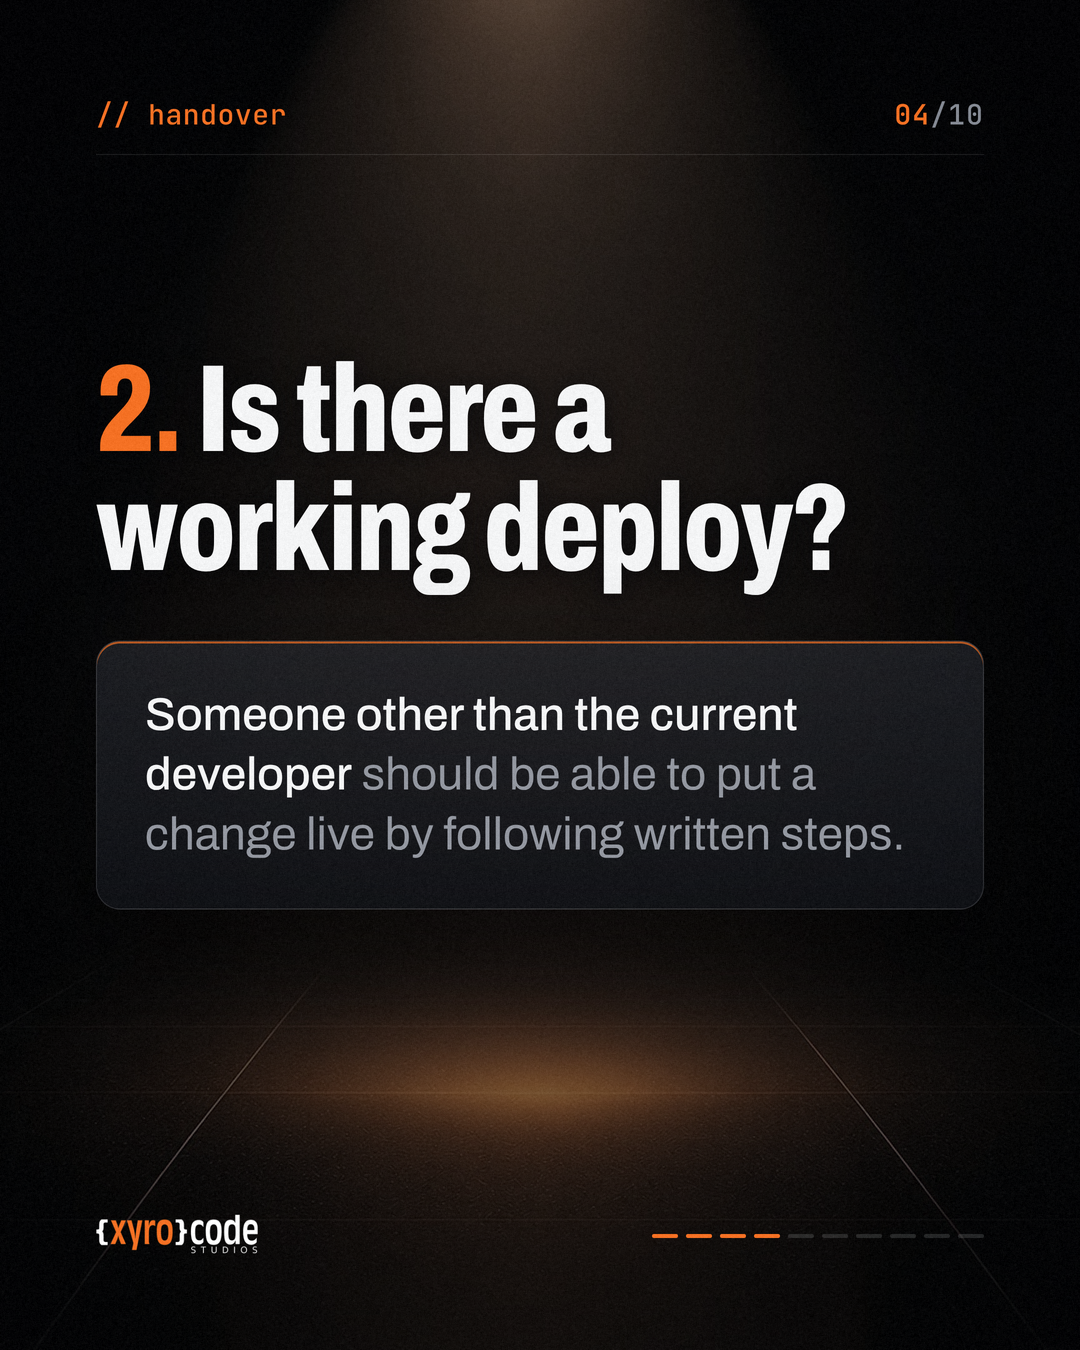 // handover
04/10
2. Is there a
working deploy?
Someone other than the current
developer should be able to put a
change live by following written steps.
{xyro}code
STUDIOS